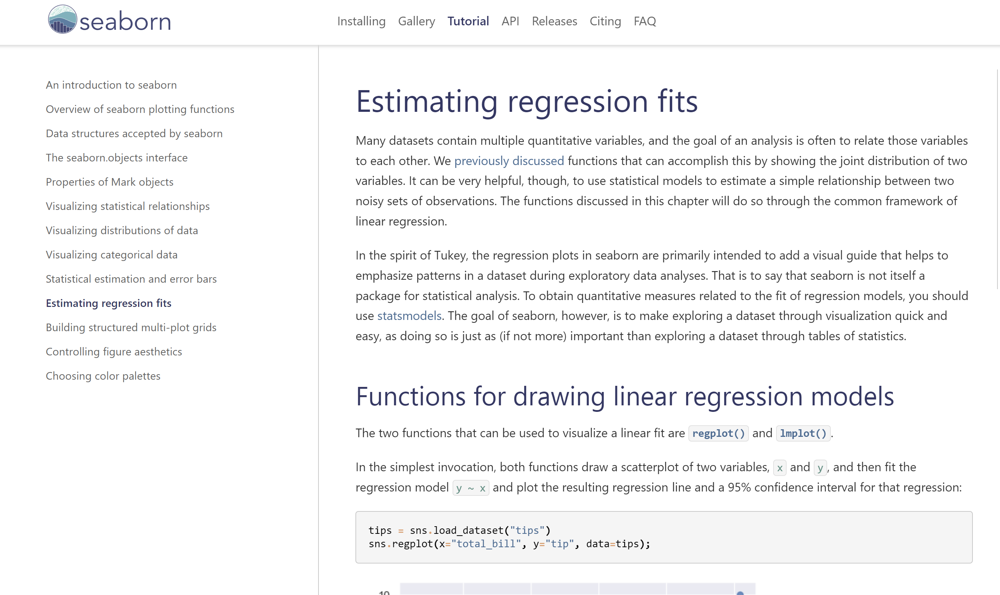 seaborn
Installing Gallery Tutorial API Releases Citing FAQ
An introduction to seaborn
Overview of seaborn plotting functions
Data structures accepted by seaborn
The seaborn.objects interface
Properties of Mark objects
Visualizing statistical relationships
Visualizing distributions of data
Visualizing categorical data
Statistical estimation and error bars
Estimating regression fits
Building structured multi-plot grids
Controlling figure aesthetics
Choosing color palettes
Estimating regression fits
Many datasets contain multiple quantitative variables, and the goal of an analysis is often to relate those variables
to each other. We previously discussed functions that can accomplish this by showing the joint distribution of two
variables. It can be very helpful, though, to use statistical models to estimate a simple relationship between two
noisy sets of observations. The functions discussed in this chapter will do so through the common framework of
linear regression.
In the spirit of Tukey, the regression plots in seaborn are primarily intended to add a visual guide that helps to
emphasize patterns in a dataset during exploratory data analyses. That is to say that seaborn is not itself a
package for statistical analysis. To obtain quantitative measures related to the fit of regression models, you should
use statsmodels. The goal of seaborn, however, is to make exploring a dataset through visualization quick and
easy, as doing so is just as (if not more) important than exploring a dataset through tables of statistics.
Functions for drawing linear regression models
The two functions that can be used to visualize a linear fit are regplot() and lmplot().
In the simplest invocation, both functions draw a scatterplot of two variables, x and y, and then fit the
regression model y ~ x and plot the resulting regression line and a 95% confidence interval for that regression:
tips = sns.load_dataset("tips")
sns.regplot(x="total_bill", y="tip", data=tips);
10